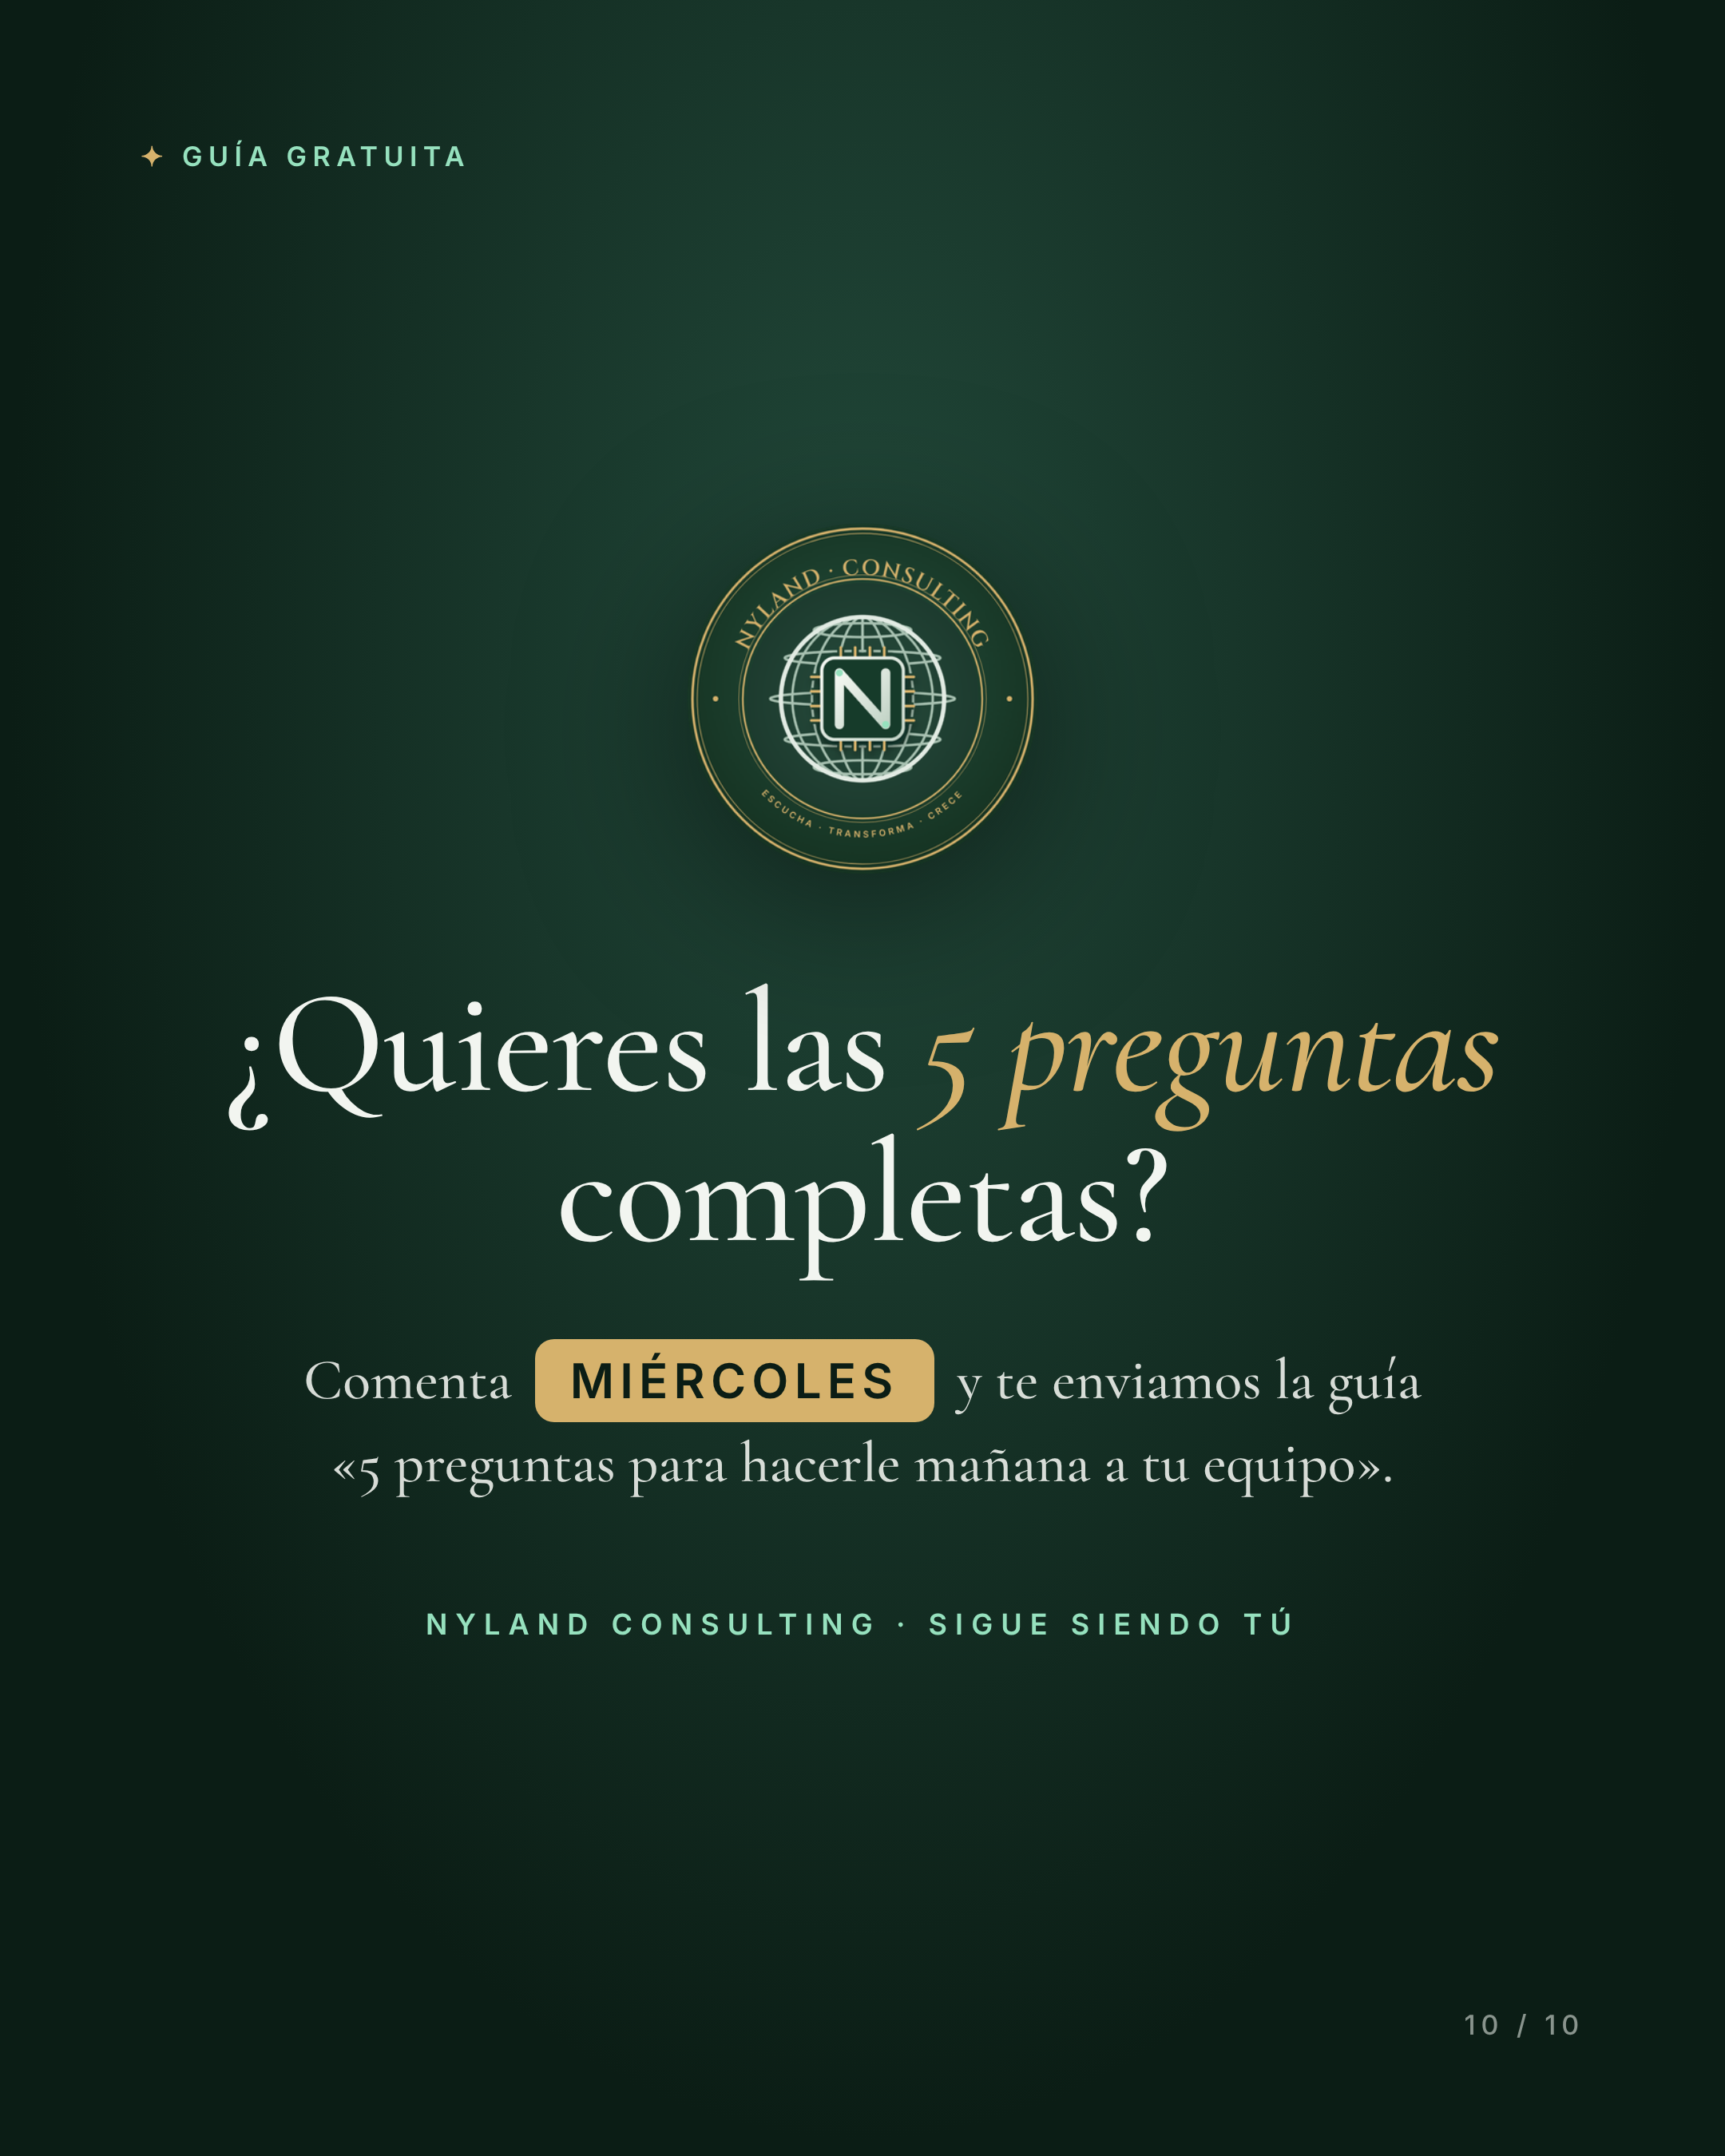 ✦ GUÍA GRATUITA
NYLAND · CONSULTING
N
ESCUCHA · TRANSFORMA · CRECE
¿Quieres las 5 preguntas
completas?
Comenta MIÉRCOLES y te enviamos la guía
«5 preguntas para hacerle mañana a tu equipo».
NYLAND CONSULTING · SIGUE SIENDO TÚ
10 / 10